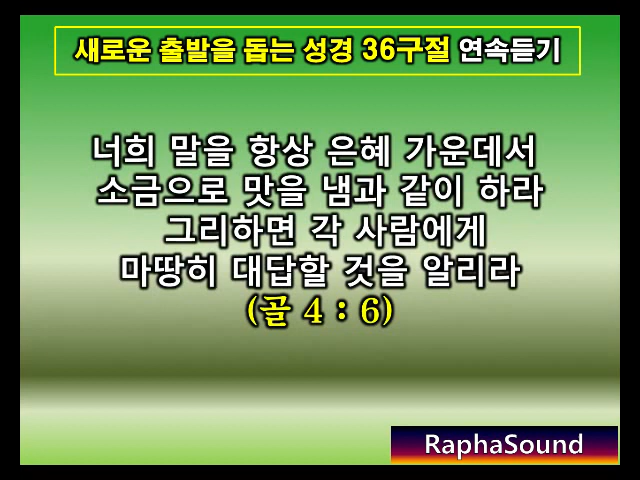 새로운 출발을 돕는 성경 36구절 연속듣기
너희 말을 항상 은혜 가운데서
소금으로 맛을 냄과 같이 하라
그리하면 각 사람에게
마땅히 대답할 것을 알리라
(골 4 : 6)
RaphaSound